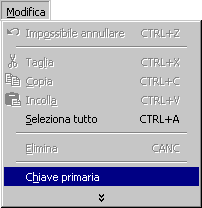 Modifica
Impossibile annullare CTRL+Z
Taglia CTRL+X
Copia CTRL+C
Incolla CTRL+V
Seleziona tutto CTRL+A
Elimina CANC
Chiave primaria